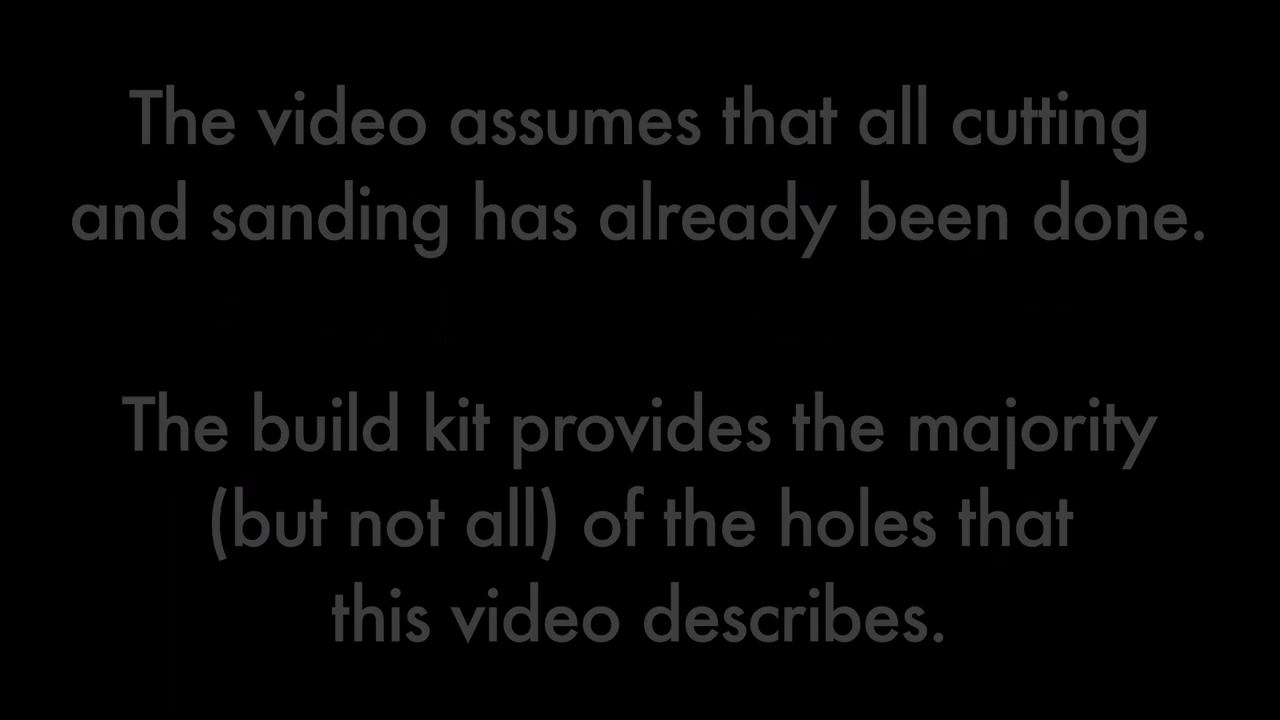 The video assumes that all cutting
and sanding has already been done.
The build kit provides the majority
(but not all) of the holes that
this video describes.